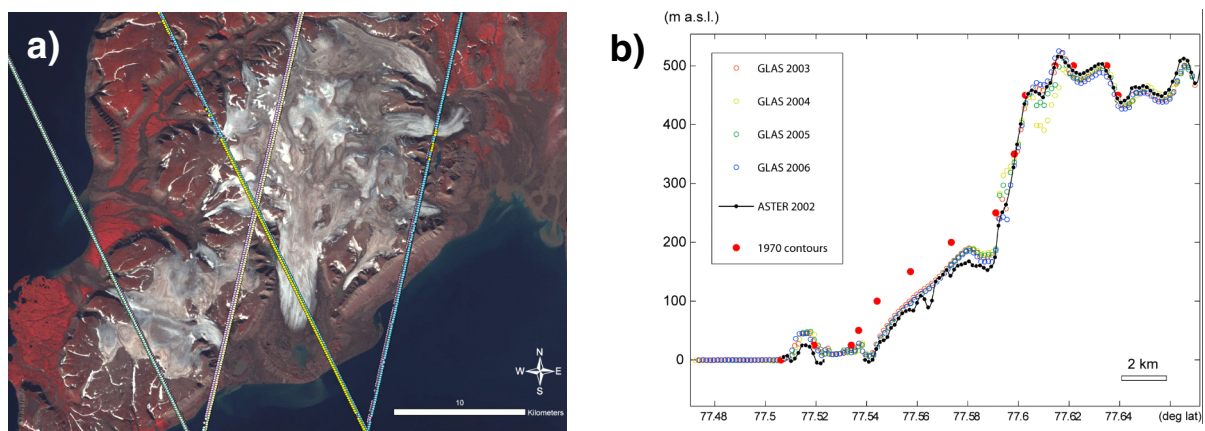 a)
N
W E
S
10
Kilometers
b)
(m a.s.l.)
500
400
300
200
100
0
GLAS 2003
GLAS 2004
GLAS 2005
GLAS 2006
ASTER 2002
1970 contours
2 km
77.48 77.5 77.52 77.54 77.56 77.58 77.6 77.62 77.64 (deg lat)